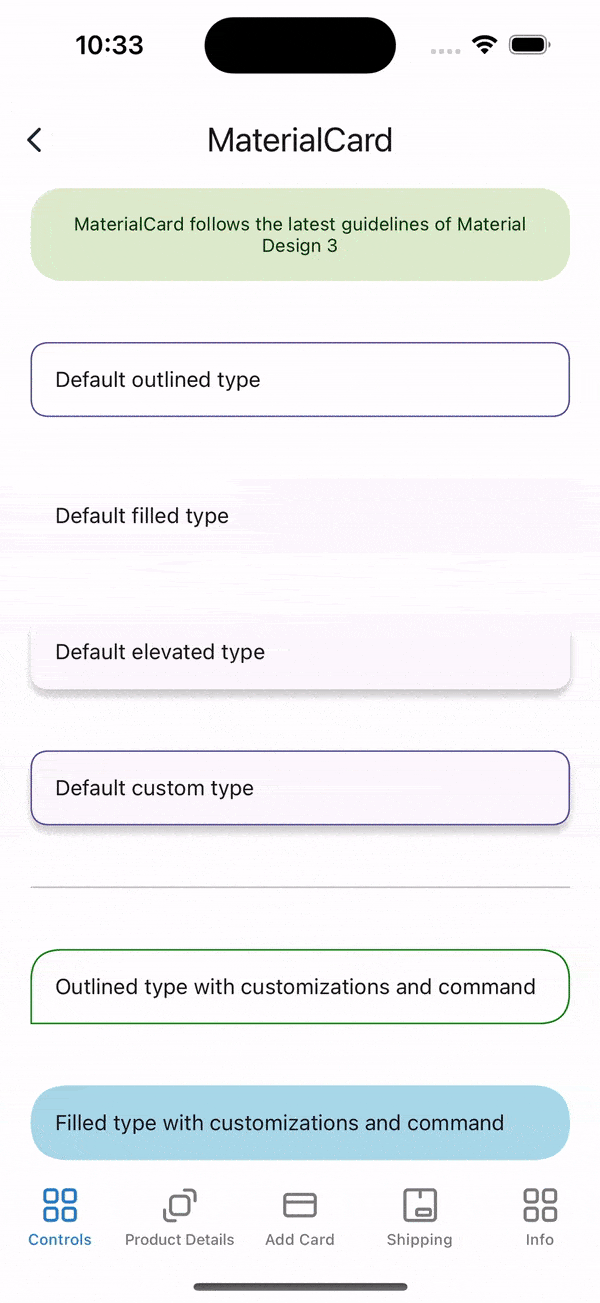 10:33
MaterialCard
MaterialCard follows the latest guidelines of Material
Design 3
Default outlined type
Default filled type
Default elevated type
Default custom type
Outlined type with customizations and command
Filled type with customizations and command
Controls
Product Details
Add Card
Shipping
Info